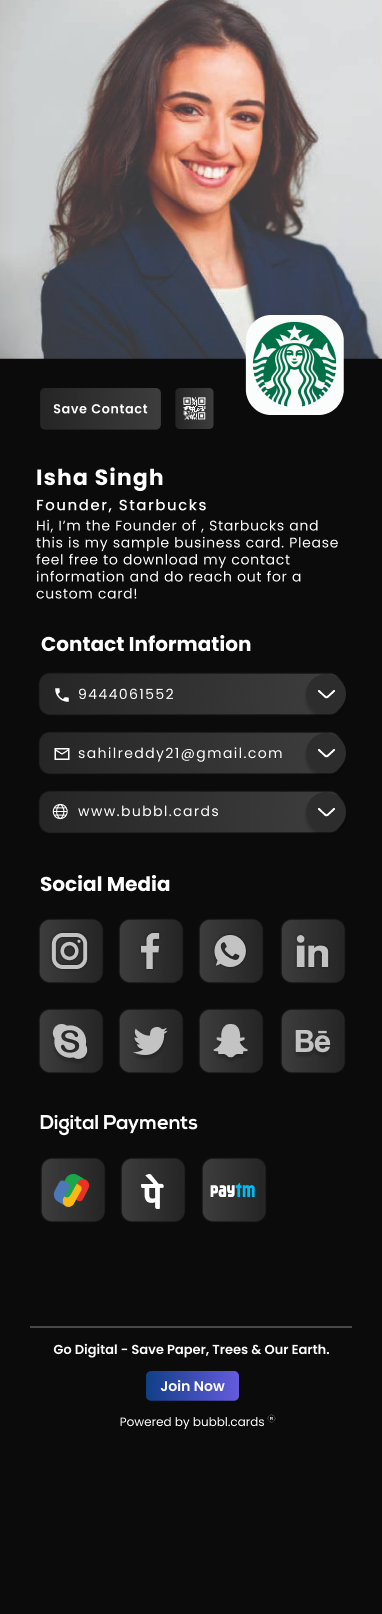 Save Contact
Isha Singh
Founder, Starbucks
Hi, I'm the Founder of , Starbucks and
this is my sample business card. Please
feel free to download my contact
information and do reach out for a
custom card!
Contact Information
9444061552
sahilreddy21@gmail.com
www.bubbl.cards
Social Media
f in
S Bē
Digital Payments
पे paytm
Go Digital - Save Paper, Trees & Our Earth.
Join Now
Powered by bubbl.cards ®